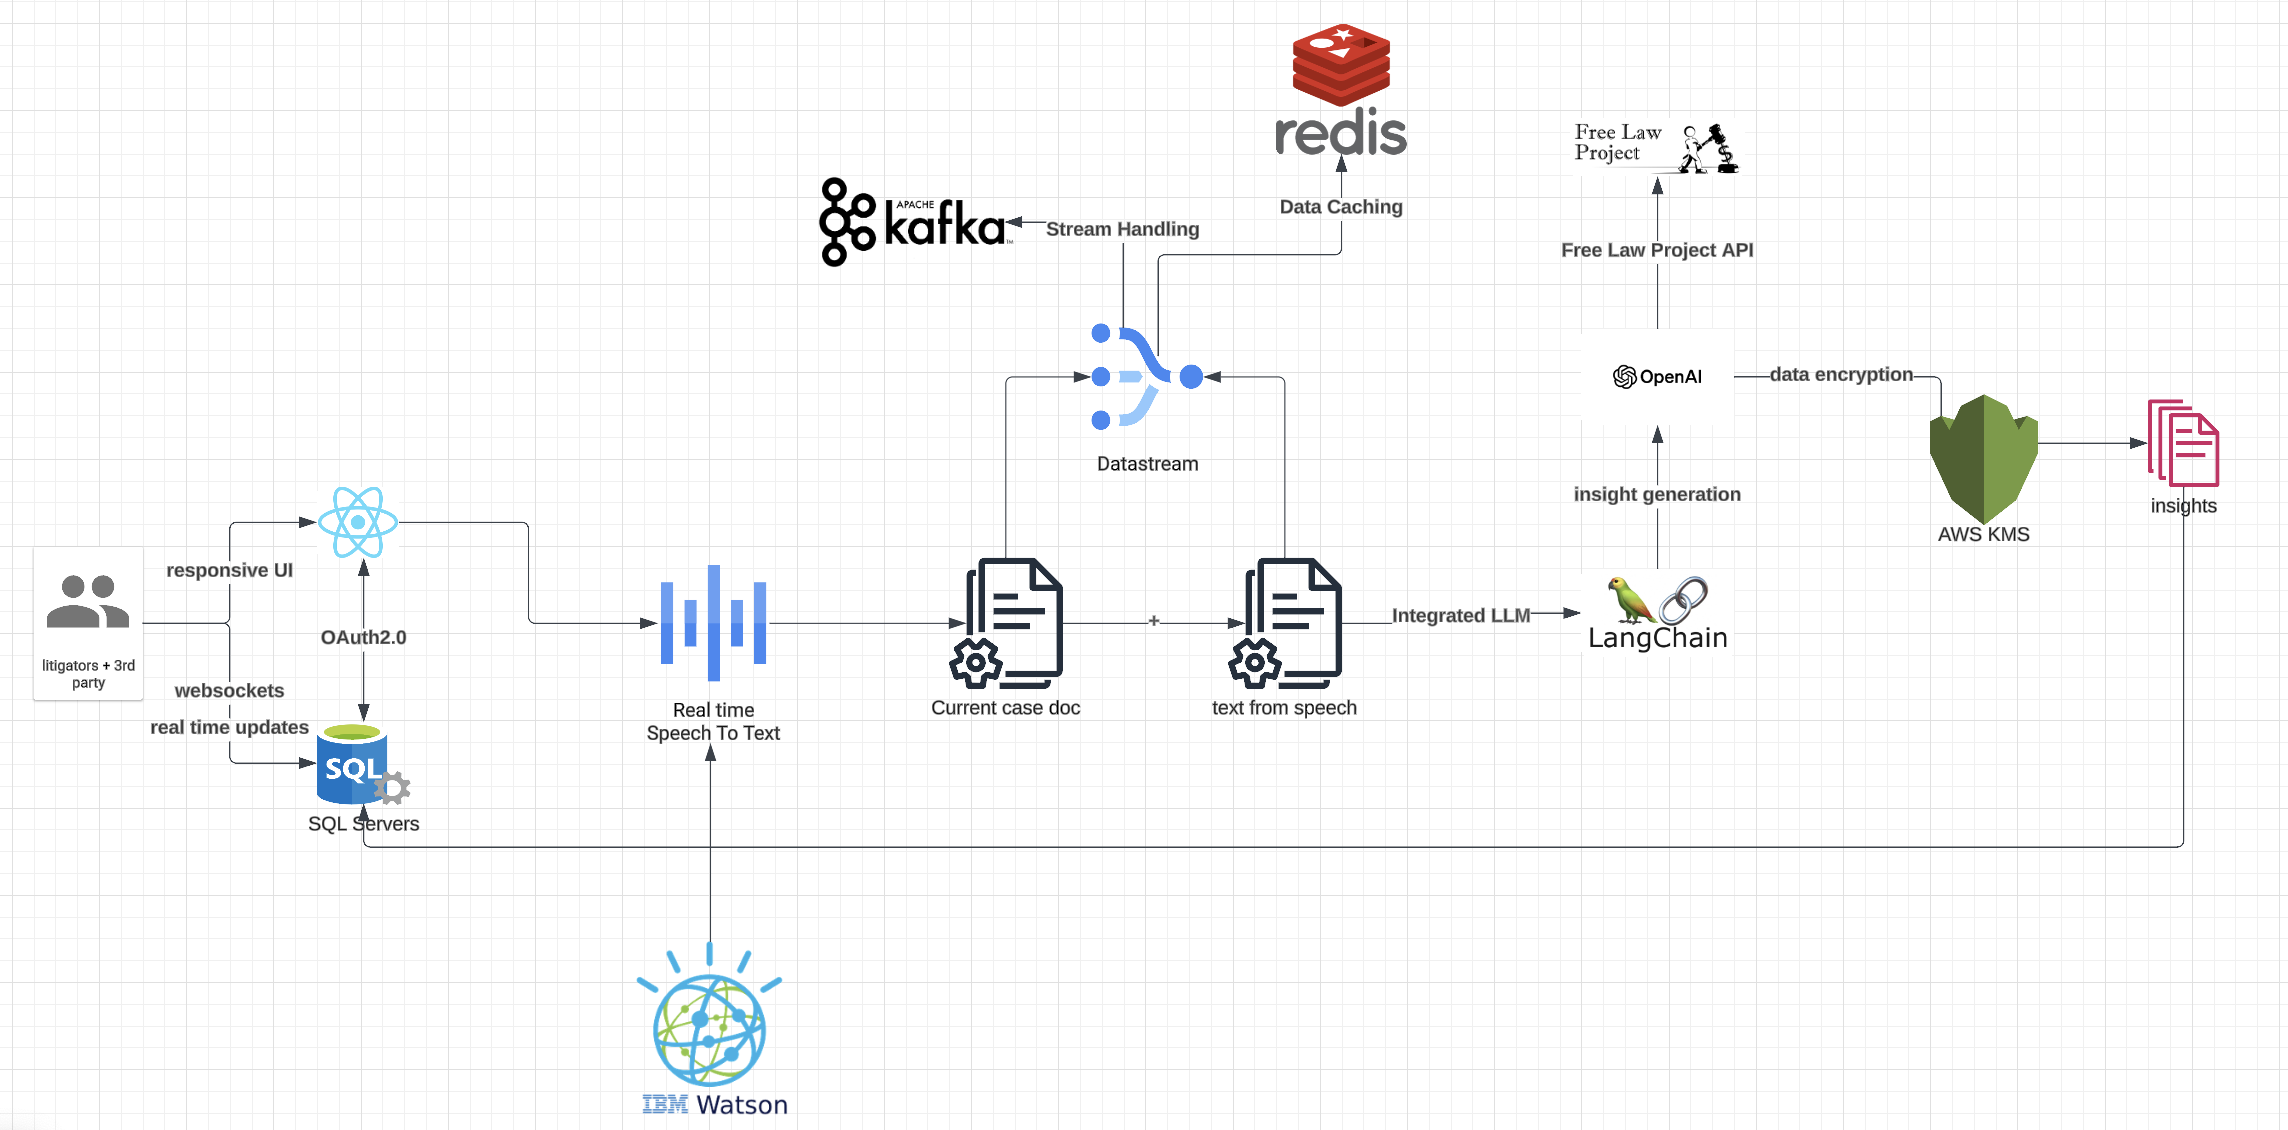 redis
Free Law
Project
APACHE
kafka
TM
Stream Handling
Data Caching
Free Law Project API
OpenAI
data encryption
Datastream
insight generation
insights
AWS KMS
responsive UI
OAuth2.0
litigators + 3rd
party
websockets
real time updates
SQL
SQL Servers
Real time
Speech To Text
Current case doc
+
text from speech
Integrated LLM
LangChain
IBM Watson